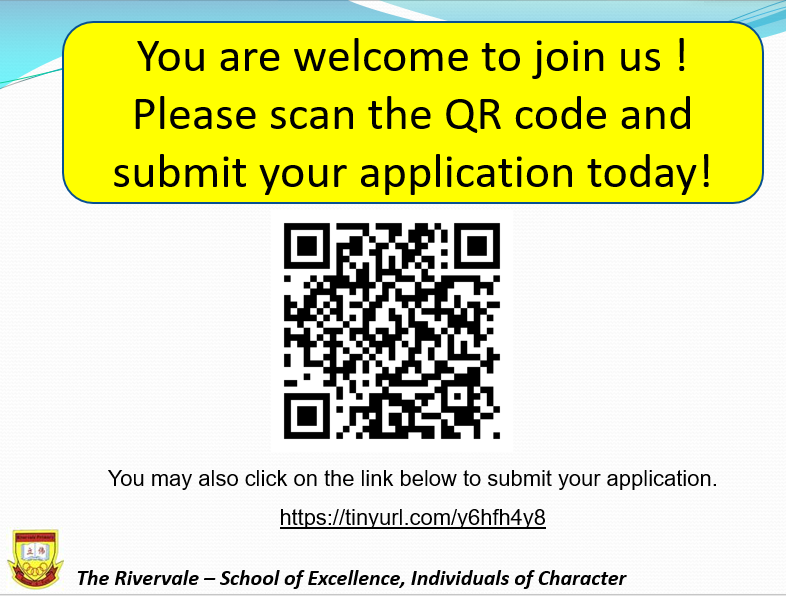 You are welcome to join us !
Please scan the QR code and
submit your application today!
You may also click on the link below to submit your application.
https://tinyurl.com/y6hfh4y8
立 偉
The Rivervale – School of Excellence, Individuals of Character